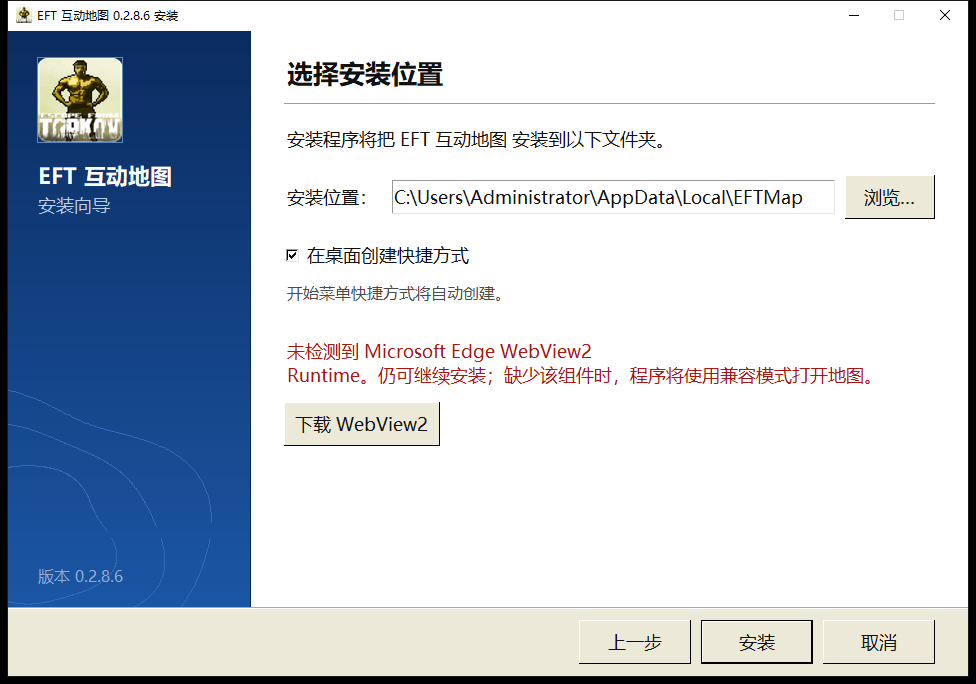 EFT 互动地图 0.2.8.6 安装
EFT 互动地图
安装向导
版本 0.2.8.6
选择安装位置
安装程序将把 EFT 互动地图 安装到以下文件夹。
安装位置： C:\Users\Administrator\AppData\Local\EFTMap 浏览...
在桌面创建快捷方式
开始菜单快捷方式将自动创建。
未检测到 Microsoft Edge WebView2
Runtime。仍可继续安装；缺少该组件时，程序将使用兼容模式打开地图。
下载 WebView2
上一步 安装 取消